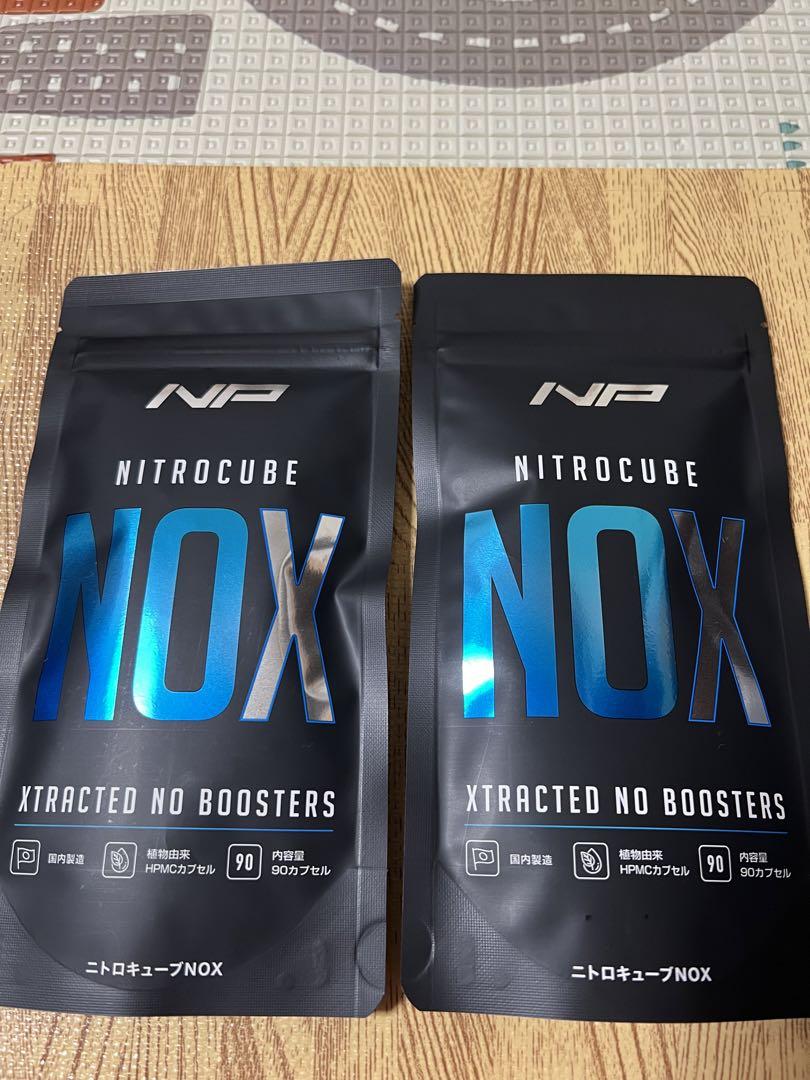 NP
NITROCUBE
NOX
XTRACTED NO BOOSTERS
国内製造
植物由来
HPMCカプセル
90
内容量
90カプセル
ニトロキューブNOX
NP
NITROCUBE
NOX
XTRACTED NO BOOSTERS
国内製造
植物由来
HPMCカプセル
90
内容量
90カプセル
ニトロキューブNOX